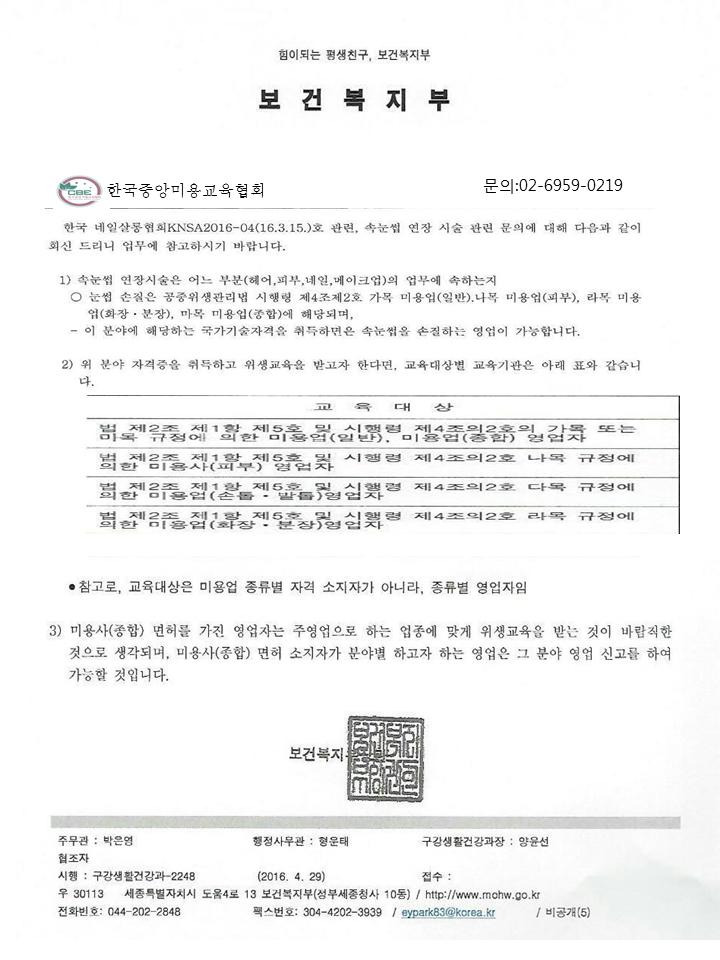 힘이되는 평생친구, 보건복지부
보 건 복 지 부
CBE
한국중앙미용교육협회
문의:02-6959-0219
한국 네일살롱협회KNSA2016-04(16.3.15.)호 관련, 속눈썹 연장 시술 관련 문의에 대해 다음과 같이
회신 드리니 업무에 참고하시기 바랍니다.
1) 속눈썹 연장시술은 어느 부분(헤어,피부,네일,메이크업)의 업무에 속하는지
○ 눈썹 손질은 공중위생관리법 시행령 제4조제2호 가목 미용업(일반).나목 미용업(피부), 라목 미용
업(화장·분장), 마목 미용업(종합)에 해당되며,
- 이 분야에 해당하는 국가기술자격을 취득하면은 속눈썹을 손질하는 영업이 가능합니다.
2) 위 분야 자격증을 취득하고 위생교육을 받고자 한다면, 교육대상별 교육기관은 아래 표와 같습니
다.
교 육 대 상
법 제2조 제1항 제5호 및 시행령 제4조의2호의 가목 또는
마목 규정에 의한 미용업(일반), 미용업(종합) 영업자
법 제2조 제1항 제5호 및 시행령 제4조의2호 나목 규정에
의한 미용사(피부) 영업자
법 제2조 제1항 제5호 및 시행령 제4조의2호 다목 규정에
의한 미용업(손톱·발톱)영업자
법 제2조 제1항 제5호 및 시행령 제4조의2호 라목 규정에
의한 미용업(화장·분장)영업자
●참고로, 교육대상은 미용업 종류별 자격 소지자가 아니라, 종류별 영업자임
3) 미용사(종합) 면허를 가진 영업자는 주영업으로 하는 업종에 맞게 위생교육을 받는 것이 바람직한
것으로 생각되며, 미용사(종합) 면허 소지자가 분야별 하고자 하는 영업은 그 분야 영업 신고를 하여
가능할 것입니다.
보건복지부
주무관 : 박은영 행정사무관 : 형운태 구강생활건강과장 : 양윤선
협조자
시행 : 구강생활건강과-2248 (2016. 4. 29) 접수 :
우 30113 세종특별자치시 도움4로 13 보건복지부(정부세종청사 10동) / http://www.mohw.go.kr
전화번호: 044-202-2848 팩스번호: 304-4202-3939 / eypark83@korea.kr / 비공개(5)